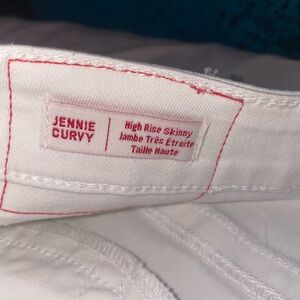 JENNIE
CURVY
High Rise Skinny
Jambe Très Étroite
Taille Haute